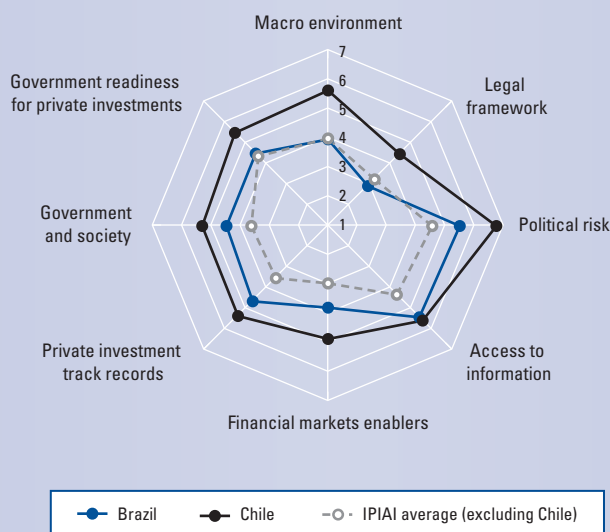 Macro environment
Government readiness
for private investments
Legal
framework
7
6
5
4
3
2
1
Government
and society
Political risk
Private investment
track records
Access to
information
Financial markets enablers
Brazil Chile IPIAI average (excluding Chile)